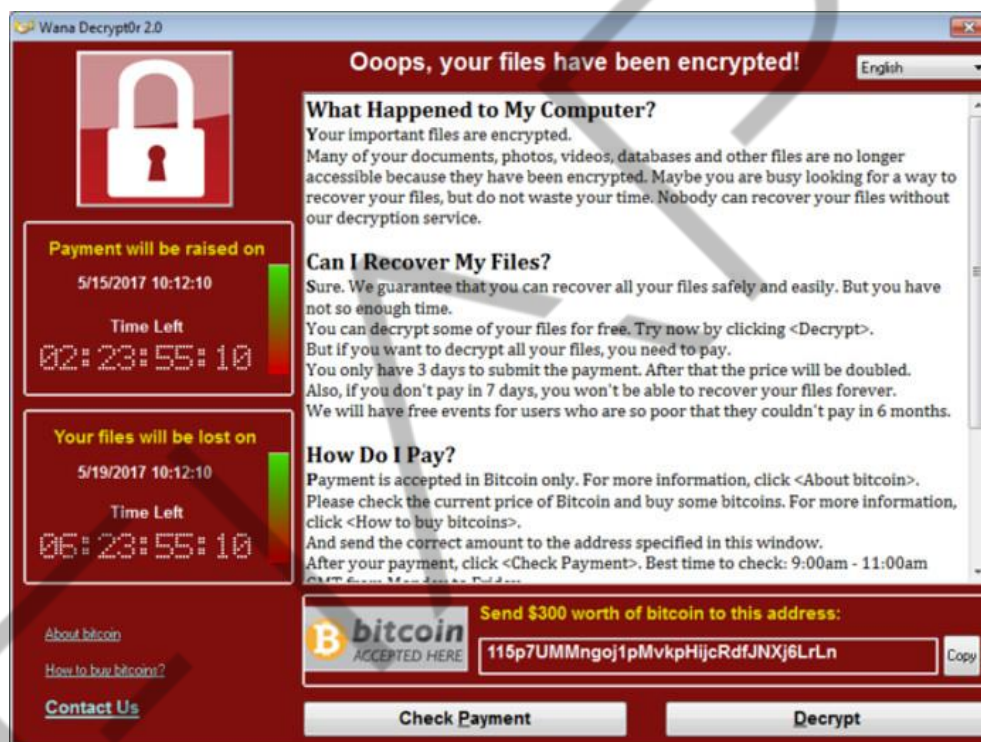 Wana Decrypt0r 2.0
Ooops, your files have been encrypted!
English
What Happened to My Computer?
Your important files are encrypted.
Many of your documents, photos, videos, databases and other files are no longer
accessible because they have been encrypted. Maybe you are busy looking for a way to
recover your files, but do not waste your time. Nobody can recover your files without
our decryption service.
Can I Recover My Files?
Sure. We guarantee that you can recover all your files safely and easily. But you have
not so enough time.
You can decrypt some of your files for free. Try now by clicking <Decrypt>.
But if you want to decrypt all your files, you need to pay.
You only have 3 days to submit the payment. After that the price will be doubled.
Also, if you don't pay in 7 days, you won't be able to recover your files forever.
We will have free events for users who are so poor that they couldn't pay in 6 months.
How Do I Pay?
Payment is accepted in Bitcoin only. For more information, click <About bitcoin>.
Please check the current price of Bitcoin and buy some bitcoins. For more information,
click <How to buy bitcoins>.
And send the correct amount to the address specified in this window.
After your payment, click <Check Payment>. Best time to check: 9:00am - 11:00am
GMT from Monday to Friday.
Payment will be raised on
5/15/2017 10:12:10
Time Left
02:23:55:10
Your files will be lost on
5/19/2017 10:12:10
Time Left
06:23:55:10
About bitcoin
How to buy bitcoins?
Contact Us
bitcoin
ACCEPTED HERE
Send $300 worth of bitcoin to this address:
115p7UMMngoj1pMvkpHijcRdfJNXj6LrLn
Copy
Check Payment
Decrypt